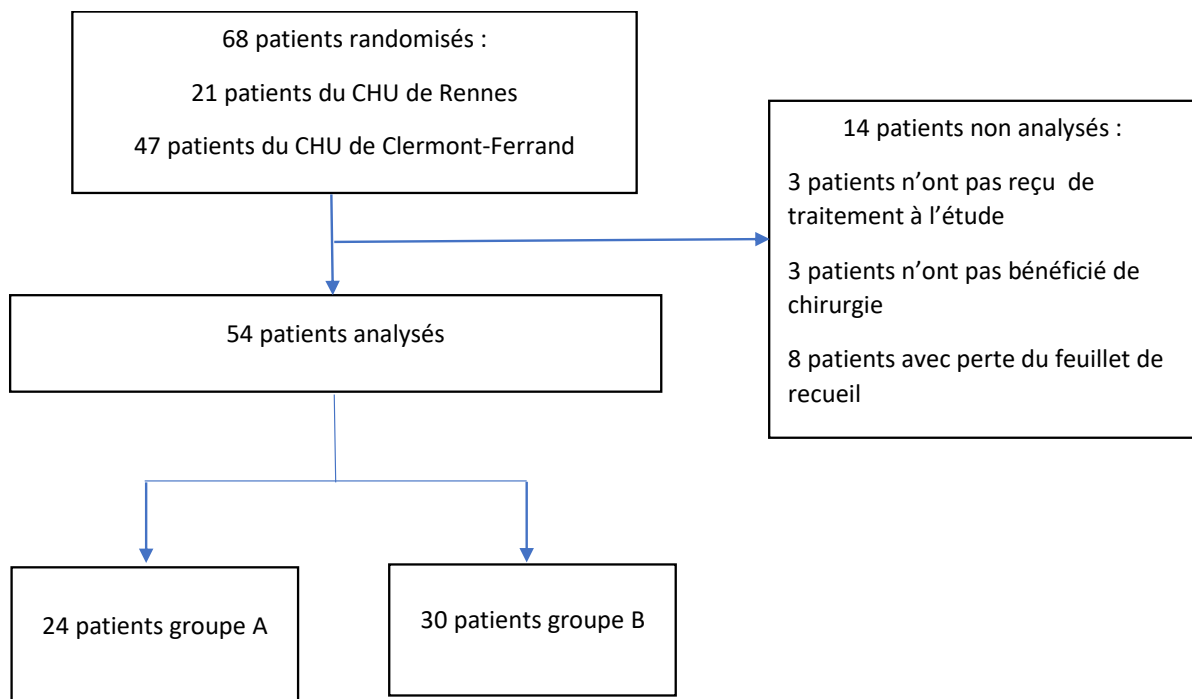 68 patients randomisés :
21 patients du CHU de Rennes
47 patients du CHU de Clermont-Ferrand
14 patients non analysés :
3 patients n’ont pas reçu  de
traitement à l’étude
3 patients n’ont pas bénéficié de
chirurgie
8 patients avec perte du feuillet de
recueil
54 patients analysés
24 patients groupe A
30 patients groupe B